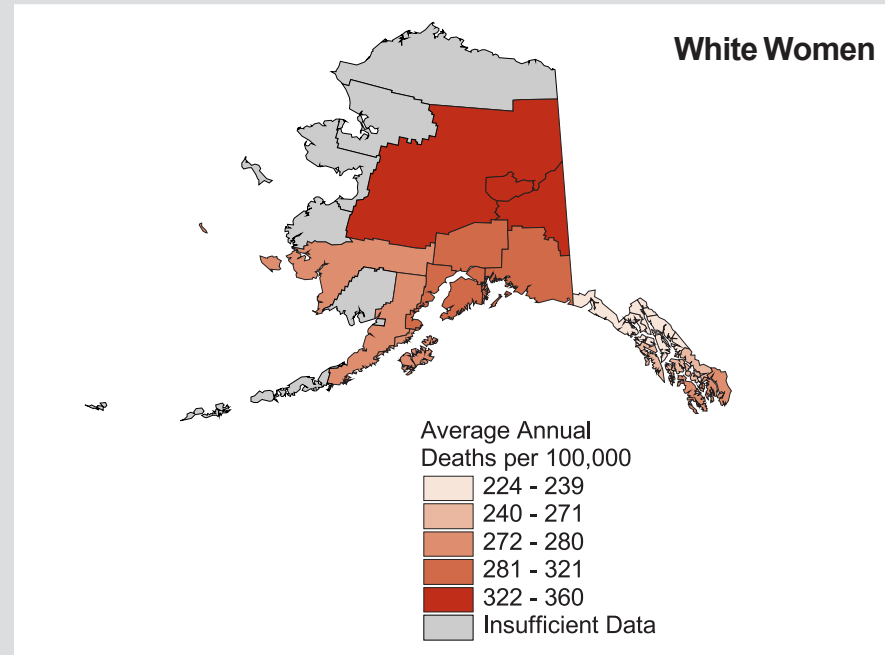 White Women
Average Annual
Deaths per 100,000
224 - 239
240 - 271
272 - 280
281 - 321
322 - 360
Insufficient Data